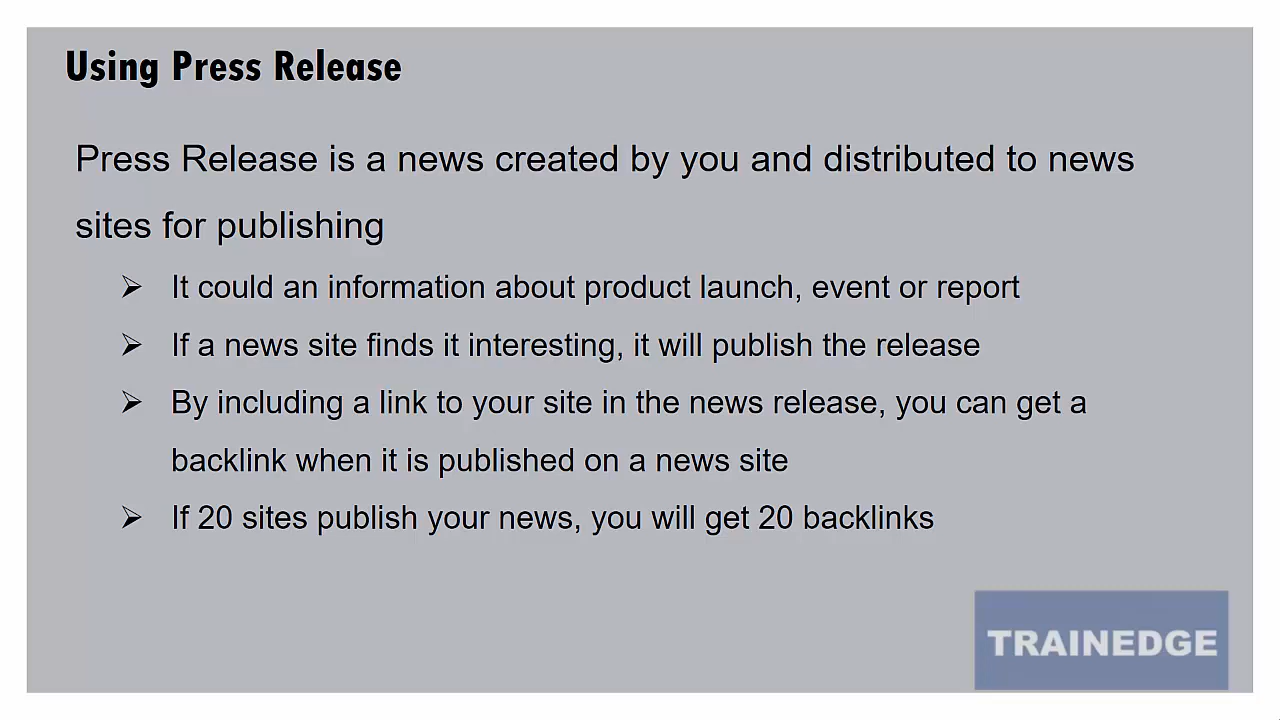 Using Press Release
Press Release is a news created by you and distributed to news
sites for publishing
➢ It could an information about product launch, event or report
➢ If a news site finds it interesting, it will publish the release
➢ By including a link to your site in the news release, you can get a
backlink when it is published on a news site
➢ If 20 sites publish your news, you will get 20 backlinks
TRAINEDGE